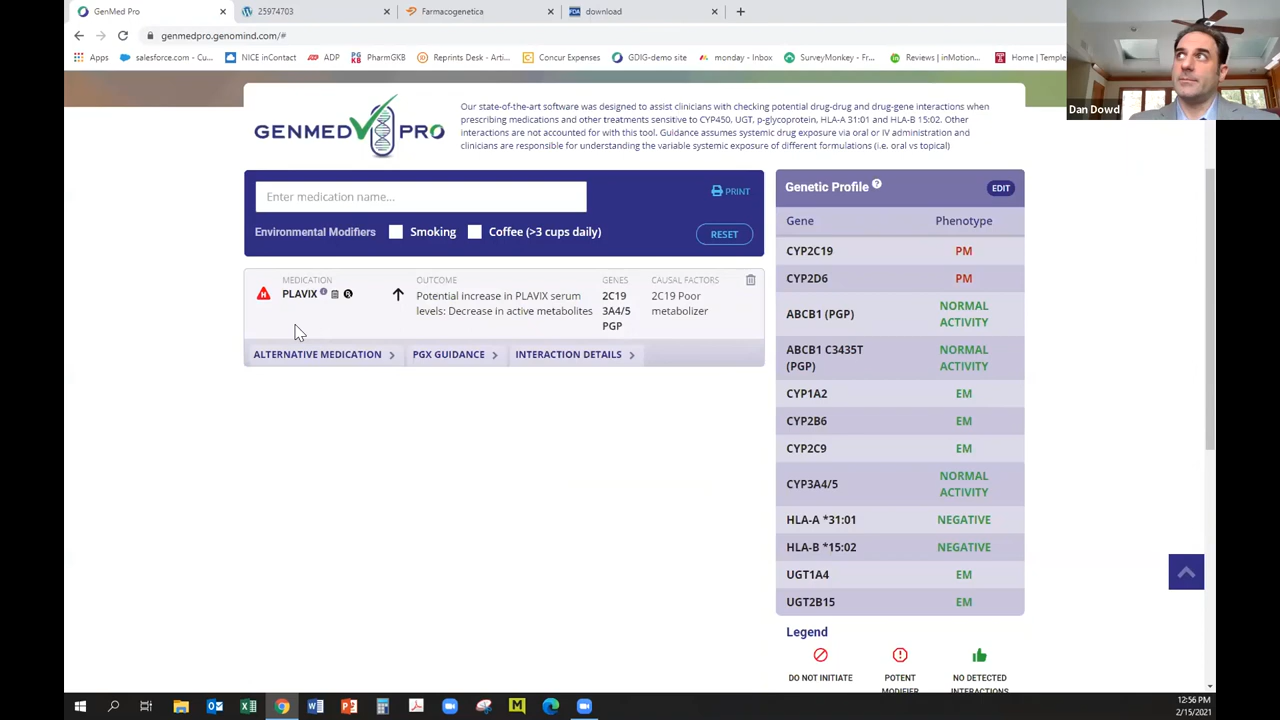 GenMed Pro
25974703
Farmacogenetica
FDA
download
genmedpro.genomind.com/#
Apps
salesforce.com - Cu...
NICE inContact
ADP
PharmGKB
Reprints Desk - Arti...
Concur Expenses
GDIG-demo site
monday - Inbox
SurveyMonkey - Fr...
Reviews | inMotion...
Home | Temple
Dan Dowd
GENMED PRO
Our state-of-the-art software was designed to assist clinicians with checking potential drug-drug and drug-gene interactions when
prescribing medications and other treatments sensitive to CYP450, UGT, p-glycoprotein, HLA-A 31:01 and HLA-B 15:02. Other
interactions are not accounted for with this tool. Guidance assumes systemic drug exposure via oral or IV administration and
clinicians are responsible for understanding the variable systemic exposure of different formulations (i.e. oral vs topical)
Enter medication name...
PRINT
Environmental Modifiers
Smoking
Coffee (>3 cups daily)
RESET
MEDICATION
PLAVIX
OUTCOME
Potential increase in PLAVIX serum
levels: Decrease in active metabolites
GENES
2C19
3A4/5
PGP
CAUSAL FACTORS
2C19 Poor
metabolizer
ALTERNATIVE MEDICATION
PGX GUIDANCE
INTERACTION DETAILS
Genetic Profile
EDIT
Gene
Phenotype
CYP2C19
PM
CYP2D6
PM
ABCB1 (PGP)
NORMAL
ACTIVITY
ABCB1 C3435T
(PGP)
NORMAL
ACTIVITY
CYP1A2
EM
CYP2B6
EM
CYP2C9
EM
CYP3A4/5
NORMAL
ACTIVITY
HLA-A *31:01
NEGATIVE
HLA-B *15:02
NEGATIVE
UGT1A4
EM
UGT2B15
EM
Legend
DO NOT INITIATE
POTENT
MODIFIER
NO DETECTED
INTERACTIONS
12:56 PM
2/15/2021